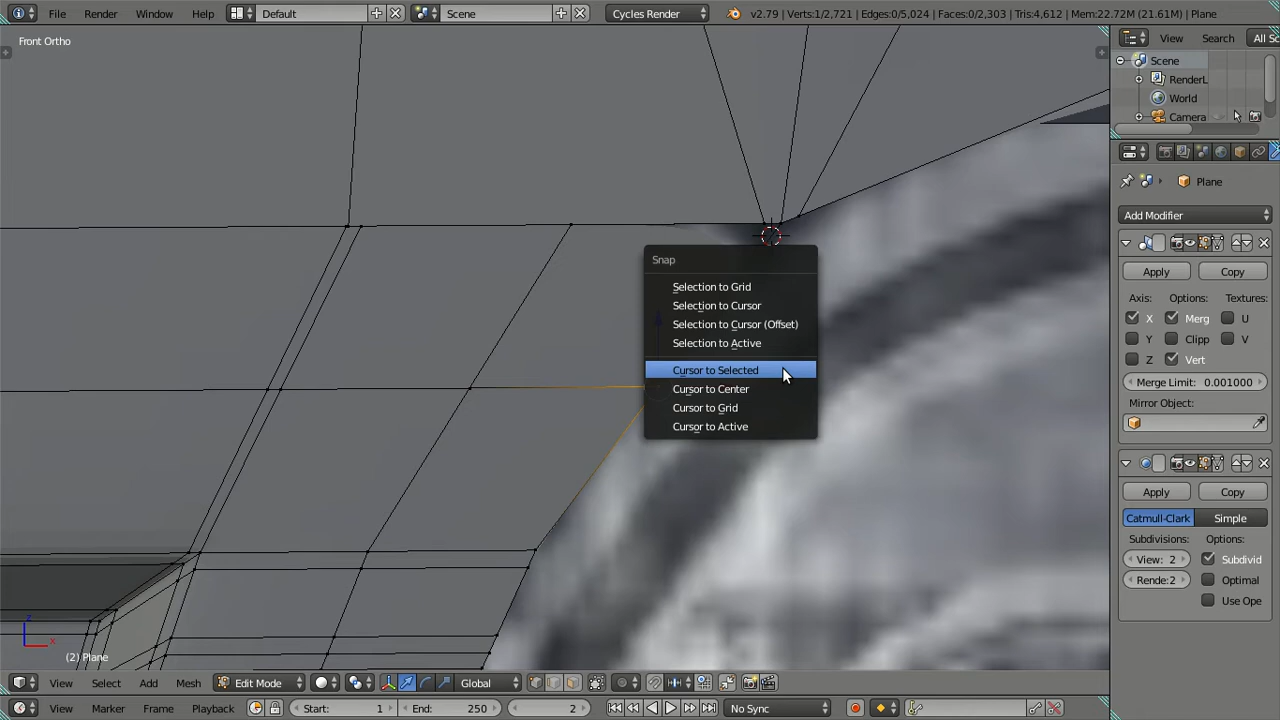 File Render Window Help Default Scene Cycles Render v2.79 | Verts:1/2,721 | Edges:0/5,024 | Faces:0/2,303 | Tris:4,612 | Mem:22.72M (21.61M) | Plane
Front Ortho
View Search All Sc
Scene
RenderL
World
Camera
Plane
Add Modifier
Apply Copy
Axis: Options: Textures:
X Merg U
Y Clipp V
Z Vert
Merge Limit: 0.001000
Mirror Object:
Apply Copy
Catmull-Clark Simple
Subdivisions: Options:
View: 2 Subdivid
Rende:2 Optimal
Use Ope
Snap
Selection to Grid
Selection to Cursor
Selection to Cursor (Offset)
Selection to Active
Cursor to Selected
Cursor to Center
Cursor to Grid
Cursor to Active
z
x
(2) Plane
View Select Add Mesh Edit Mode Global
View Marker Frame Playback Start: 1 End: 250 2 No Sync